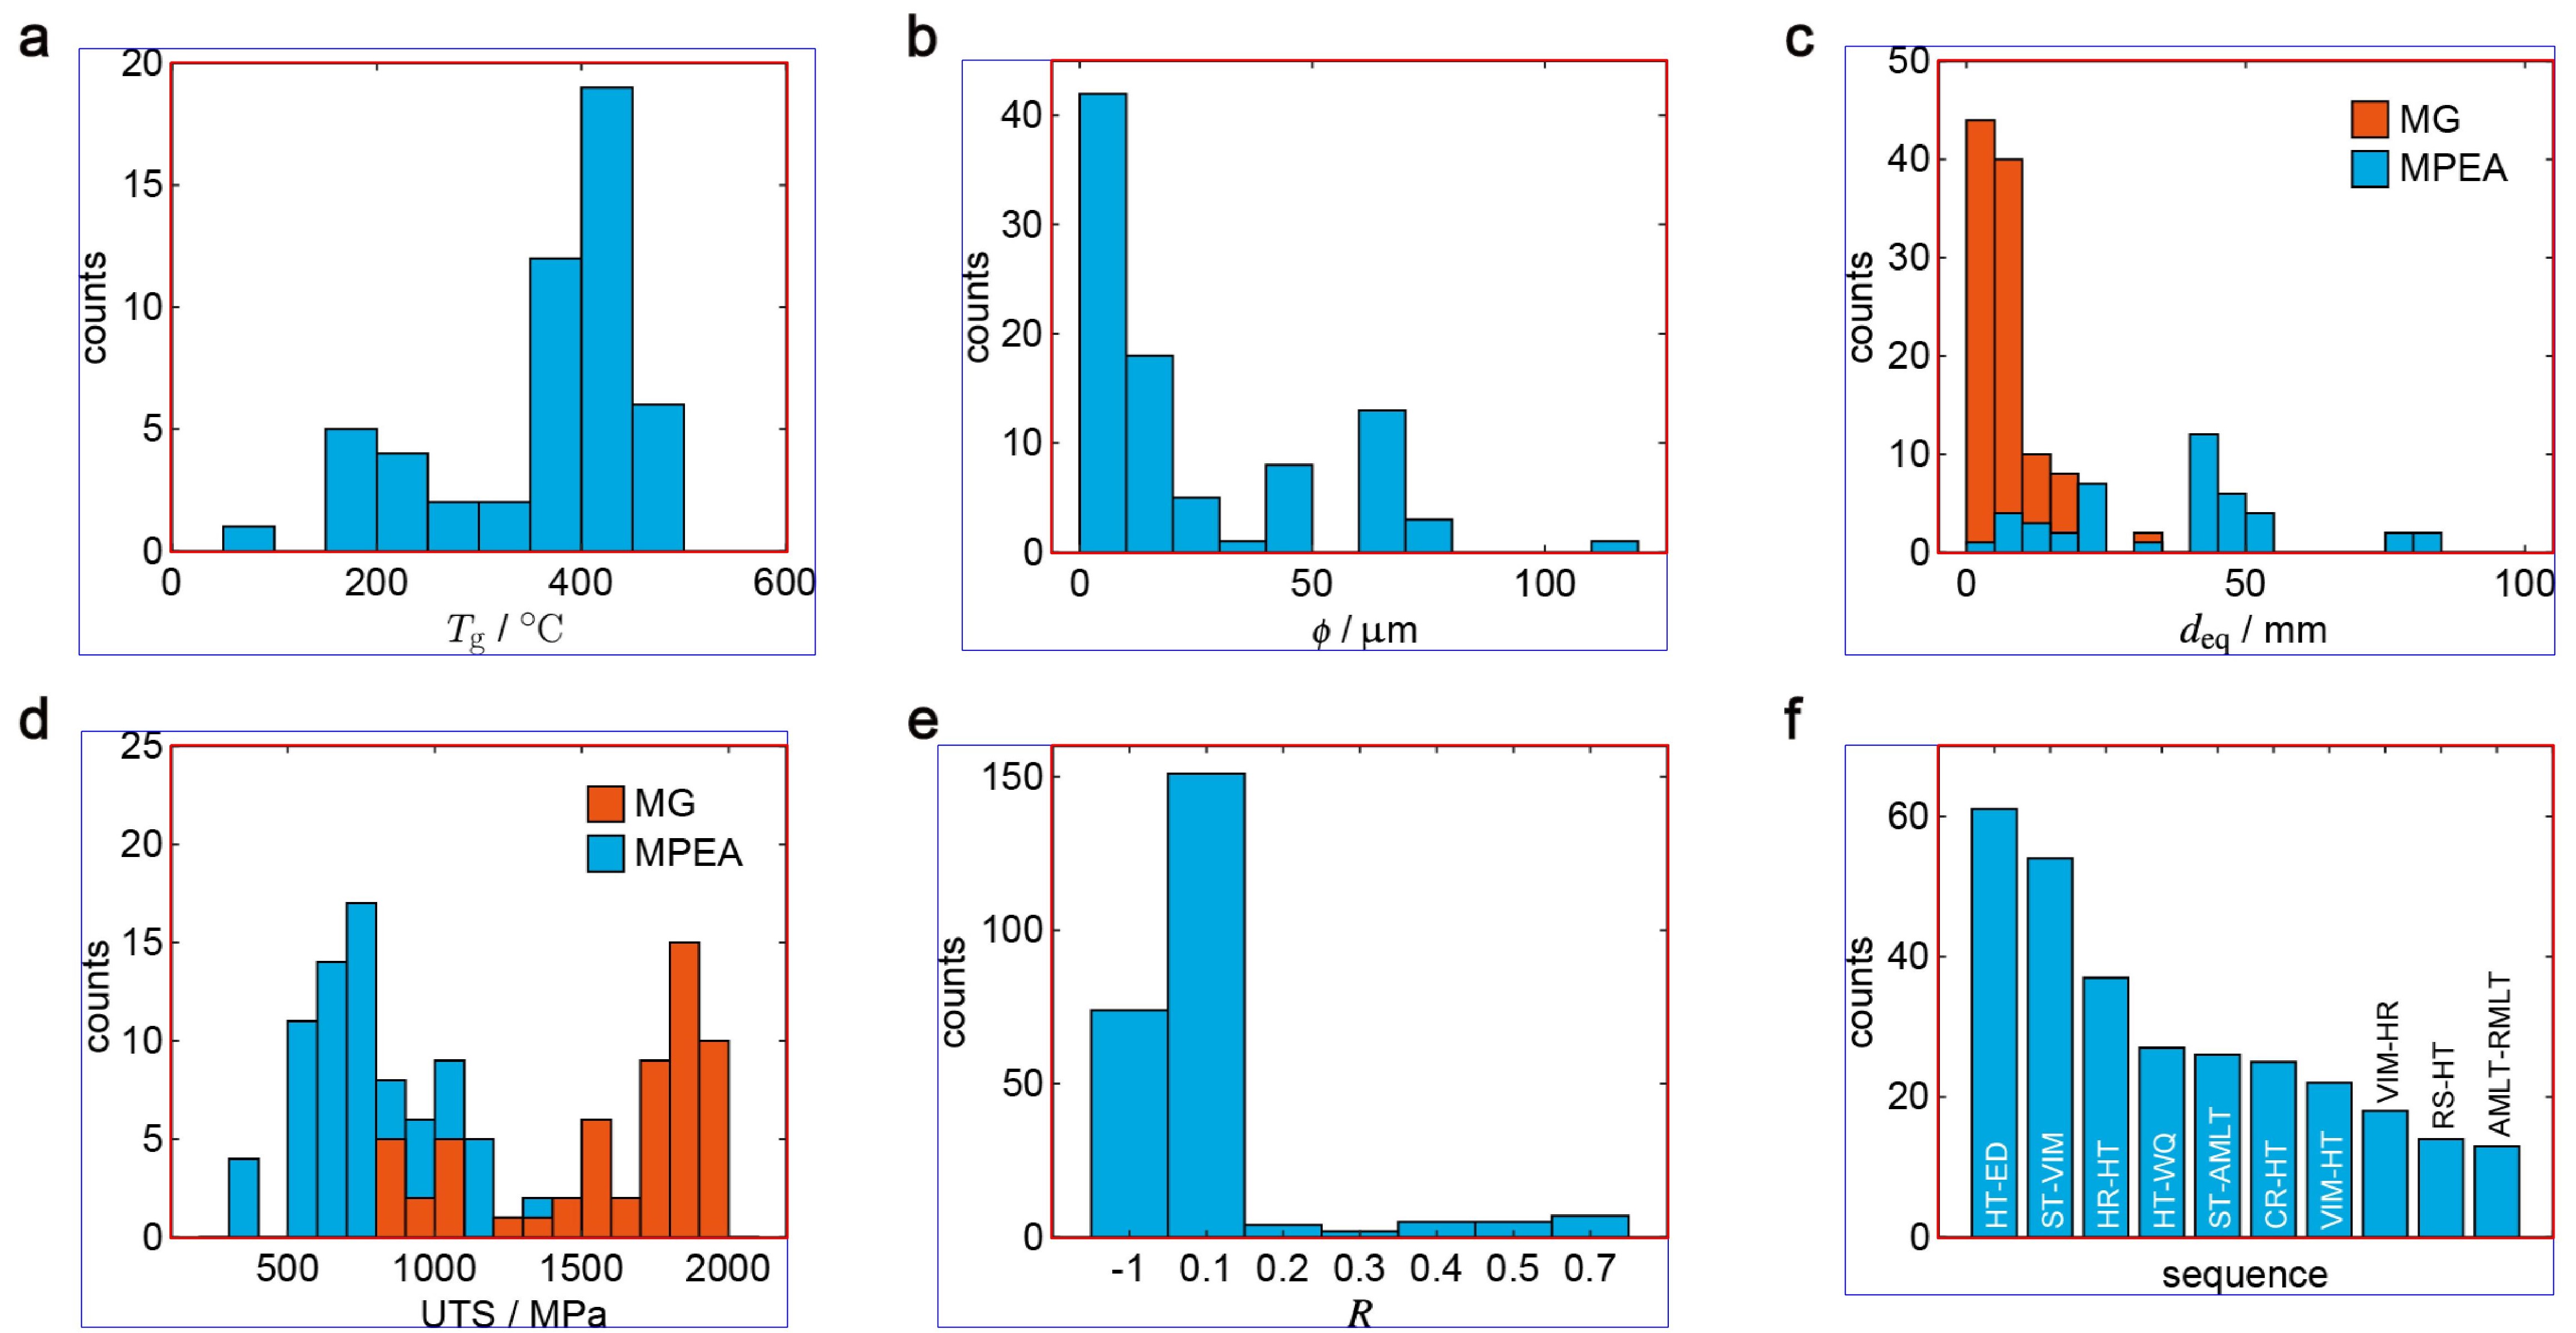 a
20
15
10
5
0
counts
0 200 400 600
Tg / °C
b
40
30
20
10
0
counts
0 50 100
ϕ / μm
c
50
40
30
20
10
0
counts
MG
MPEA
0 50 100
deq / mm
d
25
20
15
10
5
0
counts
MG
MPEA
500 1000 1500 2000
UTS / MPa
e
150
100
50
0
counts
-1 0.1 0.2 0.3 0.4 0.5 0.7
R
f
60
40
20
0
counts
HT-ED
ST-VIM
HR-HT
HT-WQ
ST-AMLT
CR-HT
VIM-HT
VIM-HR
RS-HT
AMLT-RMLT
sequence